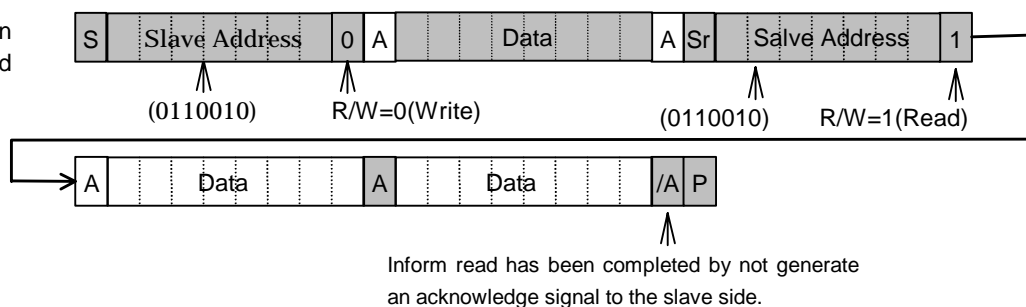 n
d
S Slave Address 0 A Data A Sr Salve Address 1
(0110010) R/W=0(Write) (0110010) R/W=1(Read)
A Data A Data /A P
Inform read has been completed by not generate
an acknowledge signal to the slave side.